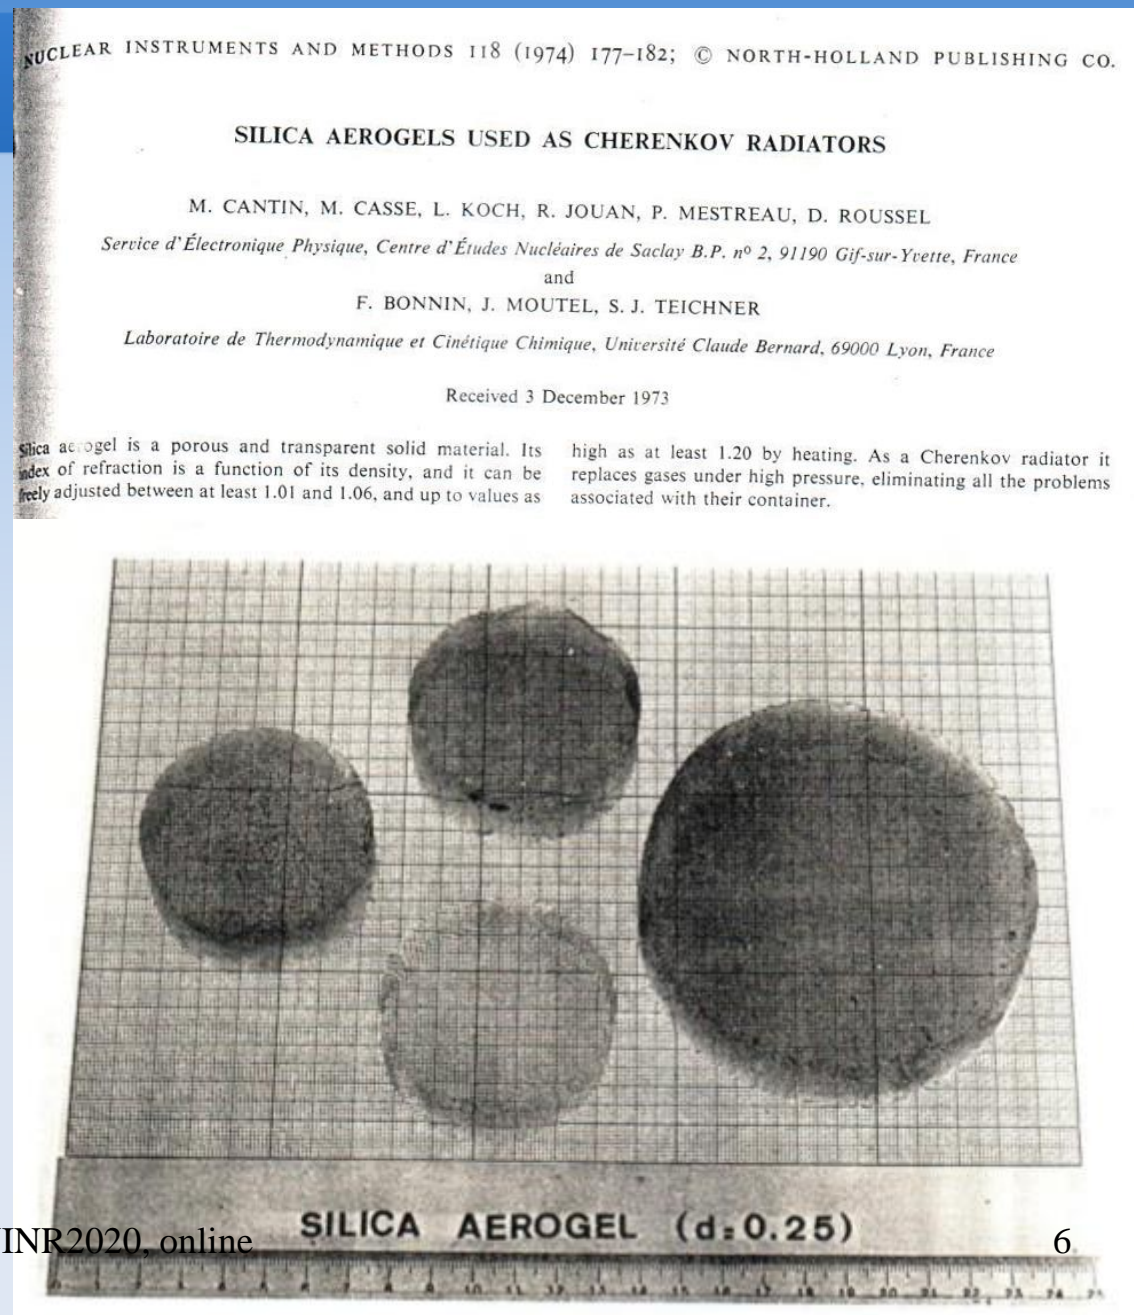 NUCLEAR INSTRUMENTS AND METHODS 118 (1974) 177–182; © NORTH-HOLLAND PUBLISHING CO.
SILICA AEROGELS USED AS CHERENKOV RADIATORS
M. CANTIN, M. CASSE, L. KOCH, R. JOUAN, P. MESTREAU, D. ROUSSEL
Service d'Électronique Physique, Centre d'Études Nucléaires de Saclay B.P. nº 2, 91190 Gif-sur-Yvette, France
and
F. BONNIN, J. MOUTEL, S. J. TEICHNER
Laboratoire de Thermodynamique et Cinétique Chimique, Université Claude Bernard, 69000 Lyon, France
Received 3 December 1973
Silica aerogel is a porous and transparent solid material. Its
index of refraction is a function of its density, and it can be
freely adjusted between at least 1.01 and 1.06, and up to values as
high as at least 1.20 by heating. As a Cherenkov radiator it
replaces gases under high pressure, eliminating all the problems
associated with their container.
SILICA AEROGEL (d=0.25)
INR2020, online
6